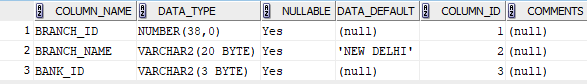 COLUMN_NAME DATA_TYPE NULLABLE DATA_DEFAULT COLUMN_ID COMMENTS
1 BRANCH_ID NUMBER(38,0) Yes (null) 1 (null)
2 BRANCH_NAME VARCHAR2(20 BYTE) Yes 'NEW DELHI' 2 (null)
3 BANK_ID VARCHAR2(3 BYTE) Yes (null) 3 (null)